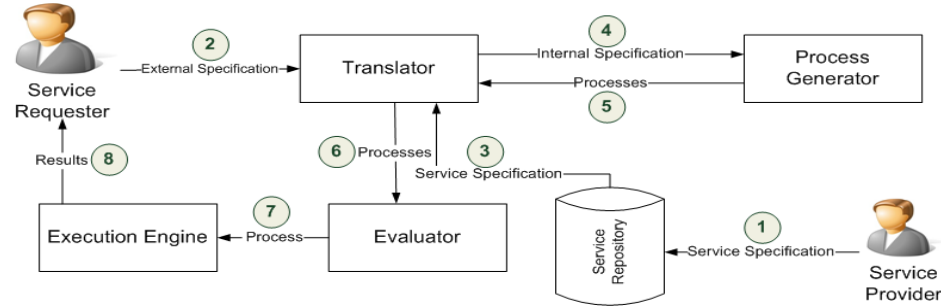 2
4
External Specification
Translator
Internal Specification
Process
Generator
Processes
5
Service
Requester
Results
8
6
Processes
3
Service Specification
7
Execution Engine
Process
Evaluator
Service
Repository
1
Service Specification
Service
Provider